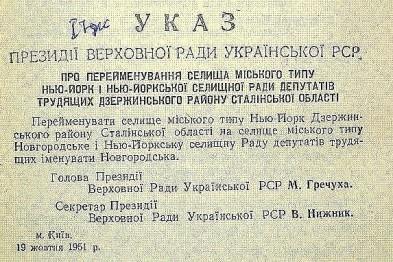 УКАЗ
ПРЕЗИДІЇ ВЕРХОВНОЇ РАДИ УКРАЇНСЬКОЇ РСР
ПРО ПЕРЕЙМЕНУВАННЯ СЕЛИЩА МІСЬКОГО ТИПУ
НЬЮ-ЙОРК І НЬЮ-ЙОРКСЬКОЇ СЕЛИЩНОЇ РАДИ ДЕПУТАТІВ
ТРУДЯЩИХ ДЗЕРЖИНСЬКОГО РАЙОНУ СТАЛІНСЬКОЇ ОБЛАСТІ
Перейменувати селище міського типу Нью-Йорк Дзержин-
ського району Сталінської області на селище міського типу
Новгородське і Нью-Йоркську селищну Раду депутатів трудя-
щих іменувати Новгородська.
Голова Президії
Верховної Ради Української РСР М. Гречуха.
Секретар Президії
Верховної Ради Української РСР В. Нижник.
м. Київ.
19 жовтня 1951 р.